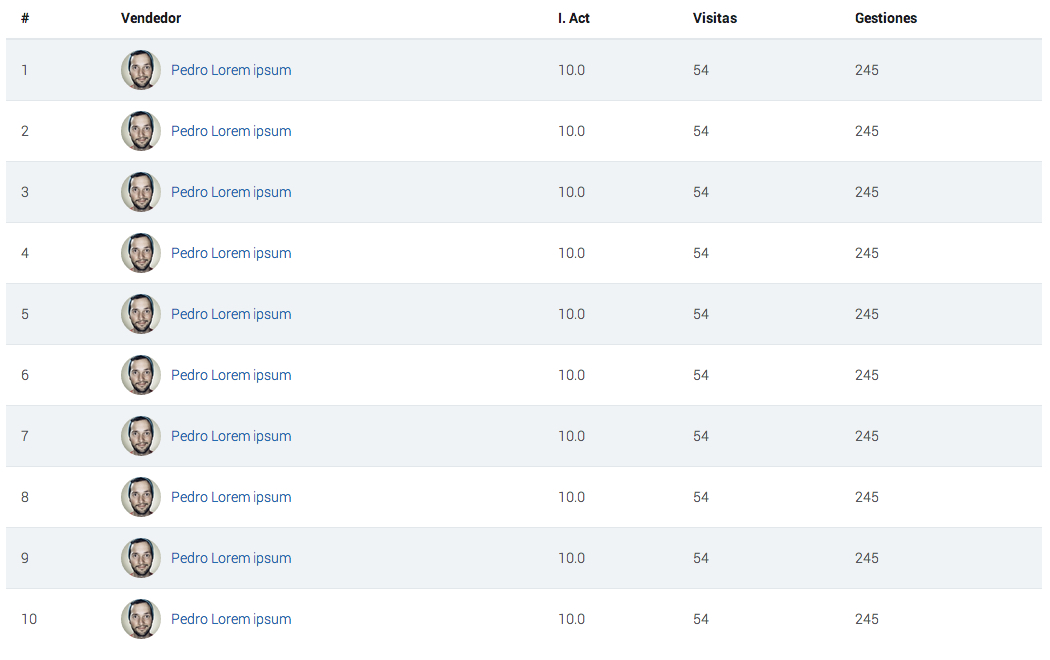 # Vendedor I. Act Visitas Gestiones
1 Pedro Lorem ipsum 10.0 54 245
2 Pedro Lorem ipsum 10.0 54 245
3 Pedro Lorem ipsum 10.0 54 245
4 Pedro Lorem ipsum 10.0 54 245
5 Pedro Lorem ipsum 10.0 54 245
6 Pedro Lorem ipsum 10.0 54 245
7 Pedro Lorem ipsum 10.0 54 245
8 Pedro Lorem ipsum 10.0 54 245
9 Pedro Lorem ipsum 10.0 54 245
10 Pedro Lorem ipsum 10.0 54 245